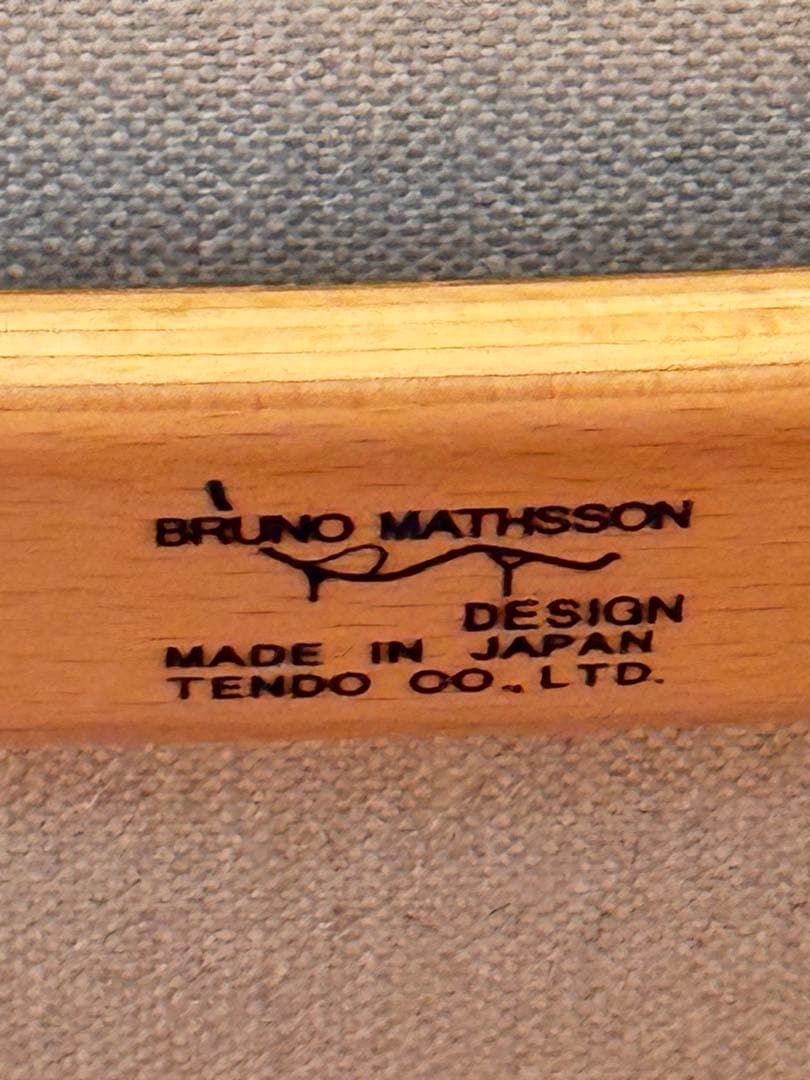 BRUNO MATHSSON
DESIGN
MADE IN JAPAN
TENDO CO., LTD.